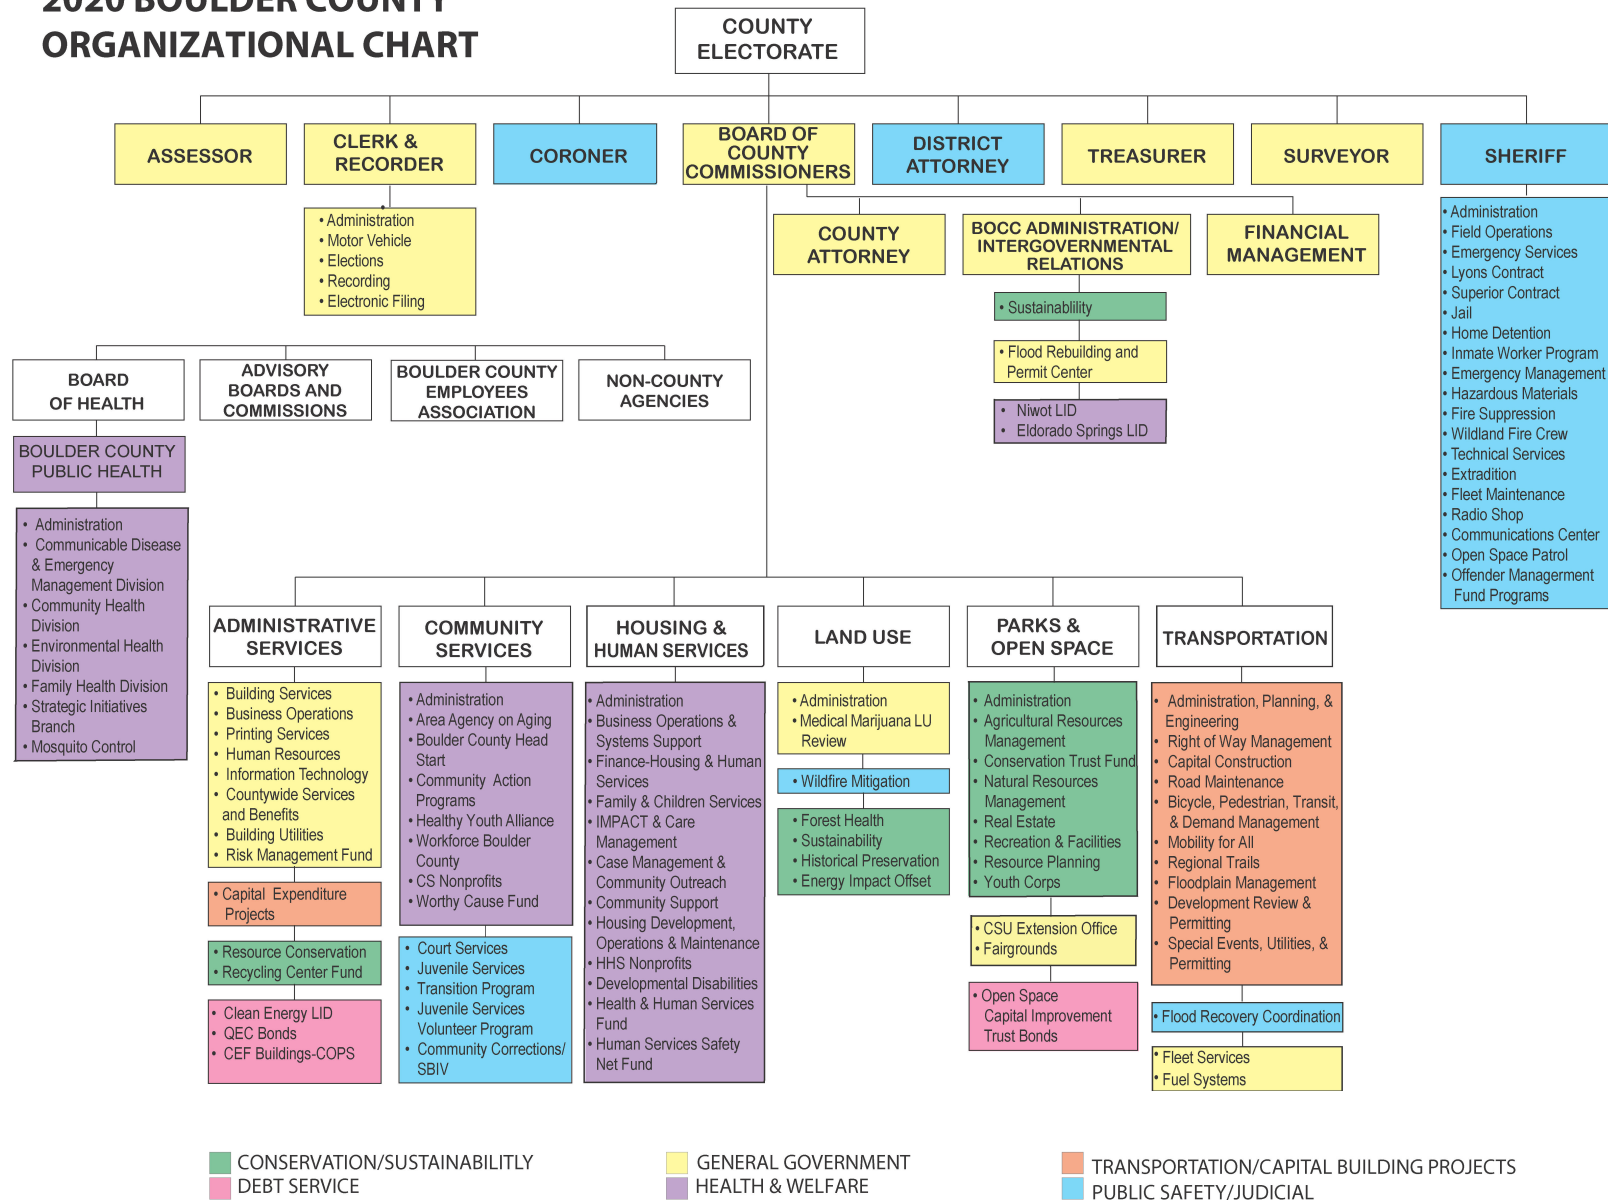 2020 BOULDER COUNTY
ORGANIZATIONAL CHART
COUNTY
ELECTORATE
ASSESSOR
CLERK &
RECORDER
CORONER
BOARD OF
COUNTY
COMMISSIONERS
DISTRICT
ATTORNEY
TREASURER
SURVEYOR
SHERIFF
• Administration
• Motor Vehicle
• Elections
• Recording
• Electronic Filing
COUNTY
ATTORNEY
BOCC ADMINISTRATION/
INTERGOVERNMENTAL
RELATIONS
FINANCIAL
MANAGEMENT
• Sustainablility
• Flood Rebuilding and
Permit Center
• Niwot LID
• Eldorado Springs LID
• Administration
• Field Operations
• Emergency Services
• Lyons Contract
• Superior Contract
• Jail
• Home Detention
• Inmate Worker Program
• Emergency Management
• Hazardous Materials
• Fire Suppression
• Wildland Fire Crew
• Technical Services
• Extradition
• Fleet Maintenance
• Radio Shop
• Communications Center
• Open Space Patrol
• Offender Managerment
Fund Programs
BOARD
OF HEALTH
ADVISORY
BOARDS AND
COMMISSIONS
BOULDER COUNTY
EMPLOYEES
ASSOCIATION
NON-COUNTY
AGENCIES
BOULDER COUNTY
PUBLIC HEALTH
• Administration
• Communicable Disease
& Emergency
Management Division
• Community Health
Division
• Environmental Health
Division
• Family Health Division
• Strategic Initiatives
Branch
• Mosquito Control
ADMINISTRATIVE
SERVICES
• Building Services
• Business Operations
• Printing Services
• Human Resources
• Information Technology
• Countywide Services
and Benefits
• Building Utilities
• Risk Management Fund
• Capital Expenditure
Projects
• Resource Conservation
• Recycling Center Fund
• Clean Energy LID
• QEC Bonds
• CEF Buildings-COPS
COMMUNITY
SERVICES
• Administration
• Area Agency on Aging
• Boulder County Head
Start
• Community Action
Programs
• Healthy Youth Alliance
• Workforce Boulder
County
• CS Nonprofits
• Worthy Cause Fund
• Court Services
• Juvenile Services
• Transition Program
• Juvenile Services
Volunteer Program
• Community Corrections/
SBIV
HOUSING &
HUMAN SERVICES
• Administration
• Business Operations &
Systems Support
• Finance-Housing & Human
Services
• Family & Children Services
• IMPACT & Care
Management
• Case Management &
Community Outreach
• Community Support
• Housing Development,
Operations & Maintenance
• HHS Nonprofits
• Developmental Disabilities
• Health & Human Services
Fund
• Human Services Safety
Net Fund
LAND USE
• Administration
• Medical Marijuana LU
Review
• Wildfire Mitigation
• Forest Health
• Sustainability
• Historical Preservation
• Energy Impact Offset
PARKS &
OPEN SPACE
• Administration
• Agricultural Resources
Management
• Conservation Trust Fund
• Natural Resources
Management
• Real Estate
• Recreation & Facilities
• Resource Planning
• Youth Corps
• CSU Extension Office
• Fairgrounds
• Open Space
Capital Improvement
Trust Bonds
TRANSPORTATION
• Administration, Planning, &
Engineering
• Right of Way Management
• Capital Construction
• Road Maintenance
• Bicycle, Pedestrian, Transit,
& Demand Management
• Mobility for All
• Regional Trails
• Floodplain Management
• Development Review &
Permitting
• Special Events, Utilities, &
Permitting
• Flood Recovery Coordination
• Fleet Services
• Fuel Systems
CONSERVATION/SUSTAINABILITLY
DEBT SERVICE
GENERAL GOVERNMENT
HEALTH & WELFARE
TRANSPORTATION/CAPITAL BUILDING PROJECTS
PUBLIC SAFETY/JUDICIAL